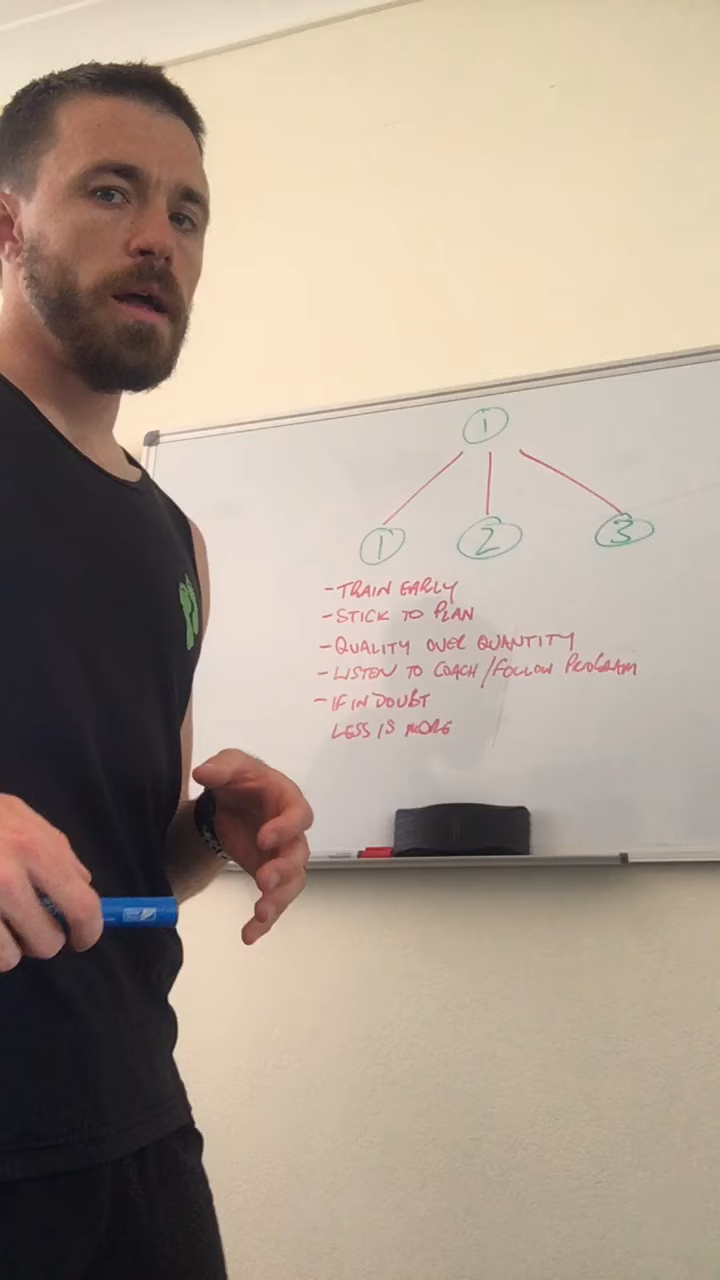 1
1 2 3
- TRAIN EARLY
- STICK TO PLAN
- QUALITY OVER QUANTITY
- LISTEN TO COACH / FOLLOW PROGRAM
- IF IN DOUBT
LESS IS MORE